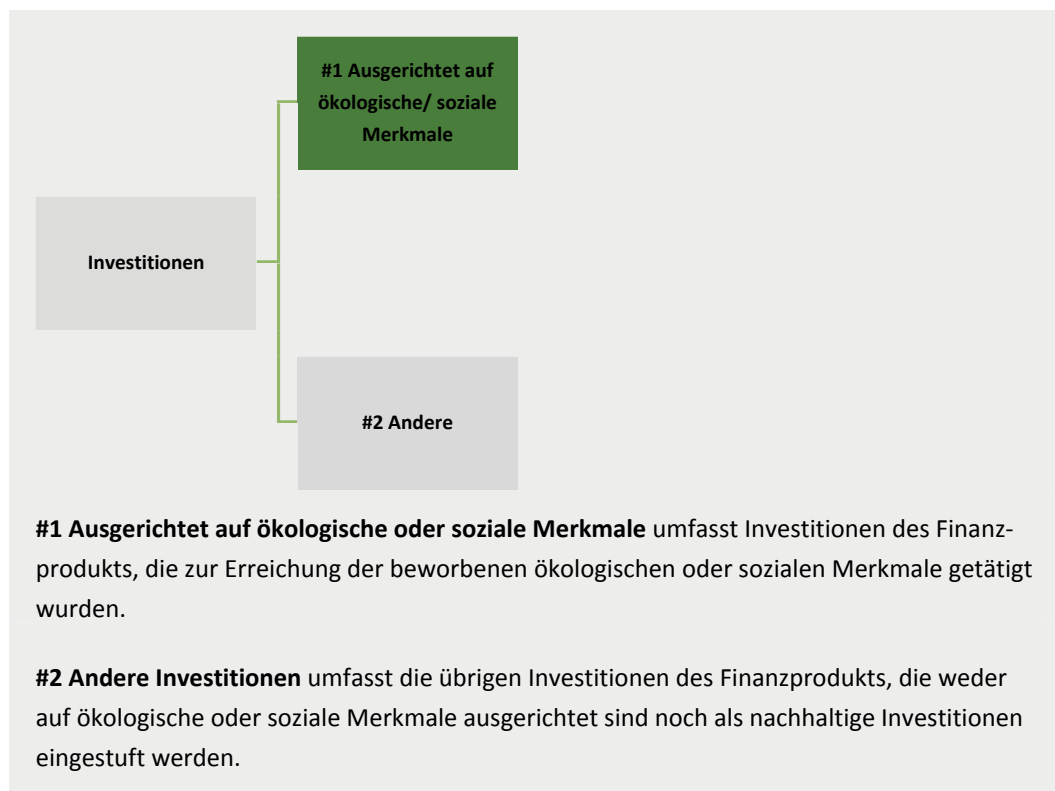 #1 Ausgerichtet auf
ökologische/ soziale
Merkmale
Investitionen
#2 Andere
#1 Ausgerichtet auf ökologische oder soziale Merkmale umfasst Investitionen des Finanz-
produkts, die zur Erreichung der beworbenen ökologischen oder sozialen Merkmale getätigt
wurden.
#2 Andere Investitionen umfasst die übrigen Investitionen des Finanzprodukts, die weder
auf ökologische oder soziale Merkmale ausgerichtet sind noch als nachhaltige Investitionen
eingestuft werden.